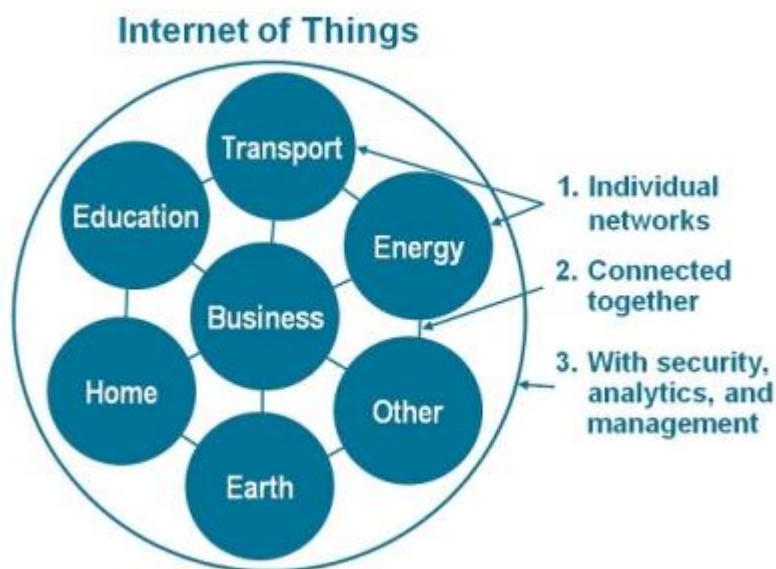 Internet of Things
Transport
Education
Energy
Business
Home
Other
Earth
1. Individual
networks
2. Connected
together
3. With security,
analytics, and
management